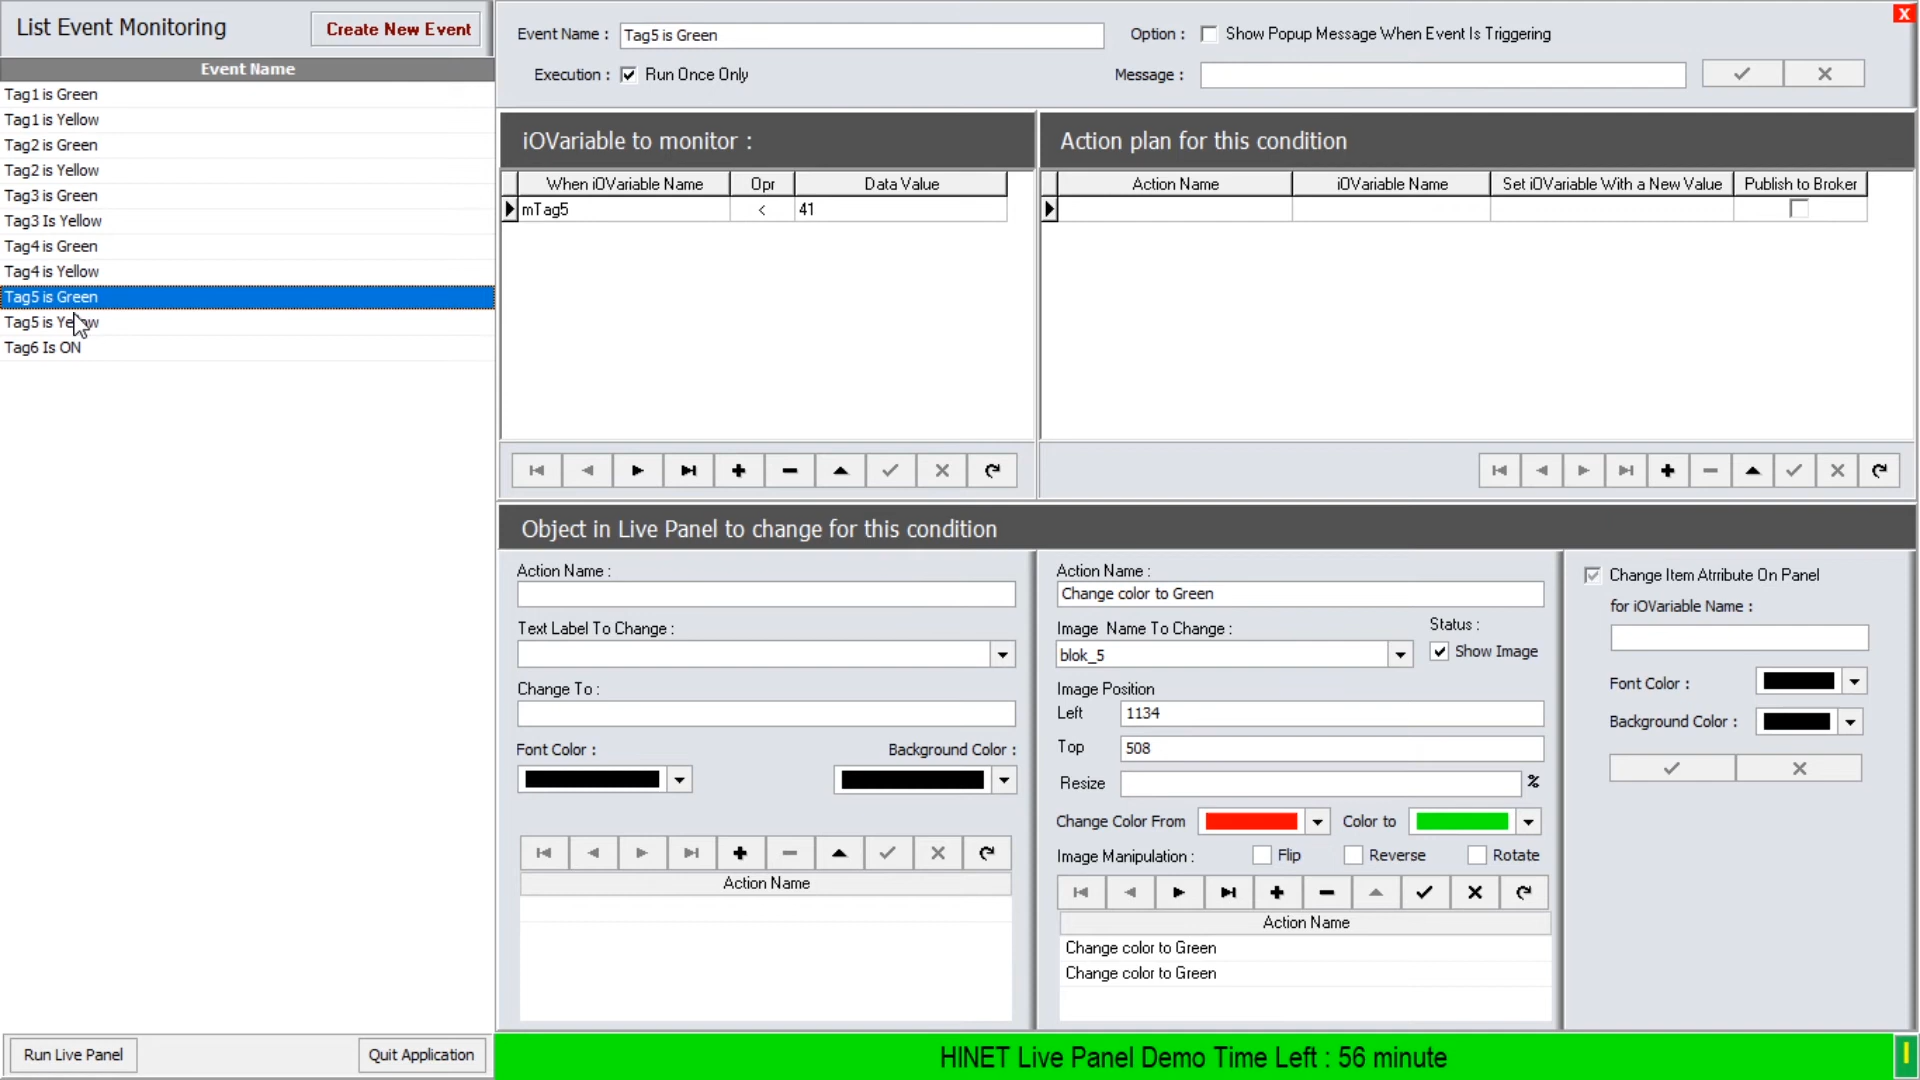 List Event Monitoring
Create New Event
Event Name
Tag1 is Green
Tag1 is Yellow
Tag2 is Green
Tag2 is Yellow
Tag3 is Green
Tag3 Is Yellow
Tag4 is Green
Tag4 is Yellow
Tag5 is Green
Tag5 is Yellow
Tag6 Is ON
Run Live Panel
Quit Application
Event Name : Tag5 is Green
Execution : Run Once Only
Option : Show Popup Message When Event Is Triggering
Message :
X
iOVariable to monitor :
When iOVariable Name Opr Data Value
mTag5 < 41
Action plan for this condition
Action Name iOVariable Name Set iOVariable With a New Value Publish to Broker
Object in Live Panel to change for this condition
Action Name :
Text Label To Change :
Change To :
Font Color : Background Color :
Action Name
Action Name :
Change color to Green
Image Name To Change :
blok_5
Status :
Show Image
Image Position
Left 1134
Top 508
Resize %
Change Color From Color to
Image Manipulation : Flip Reverse Rotate
Action Name
Change color to Green
Change color to Green
Change Item Atrribute On Panel
for iOVariable Name :
Font Color :
Background Color :
HINET Live Panel Demo Time Left : 56 minute